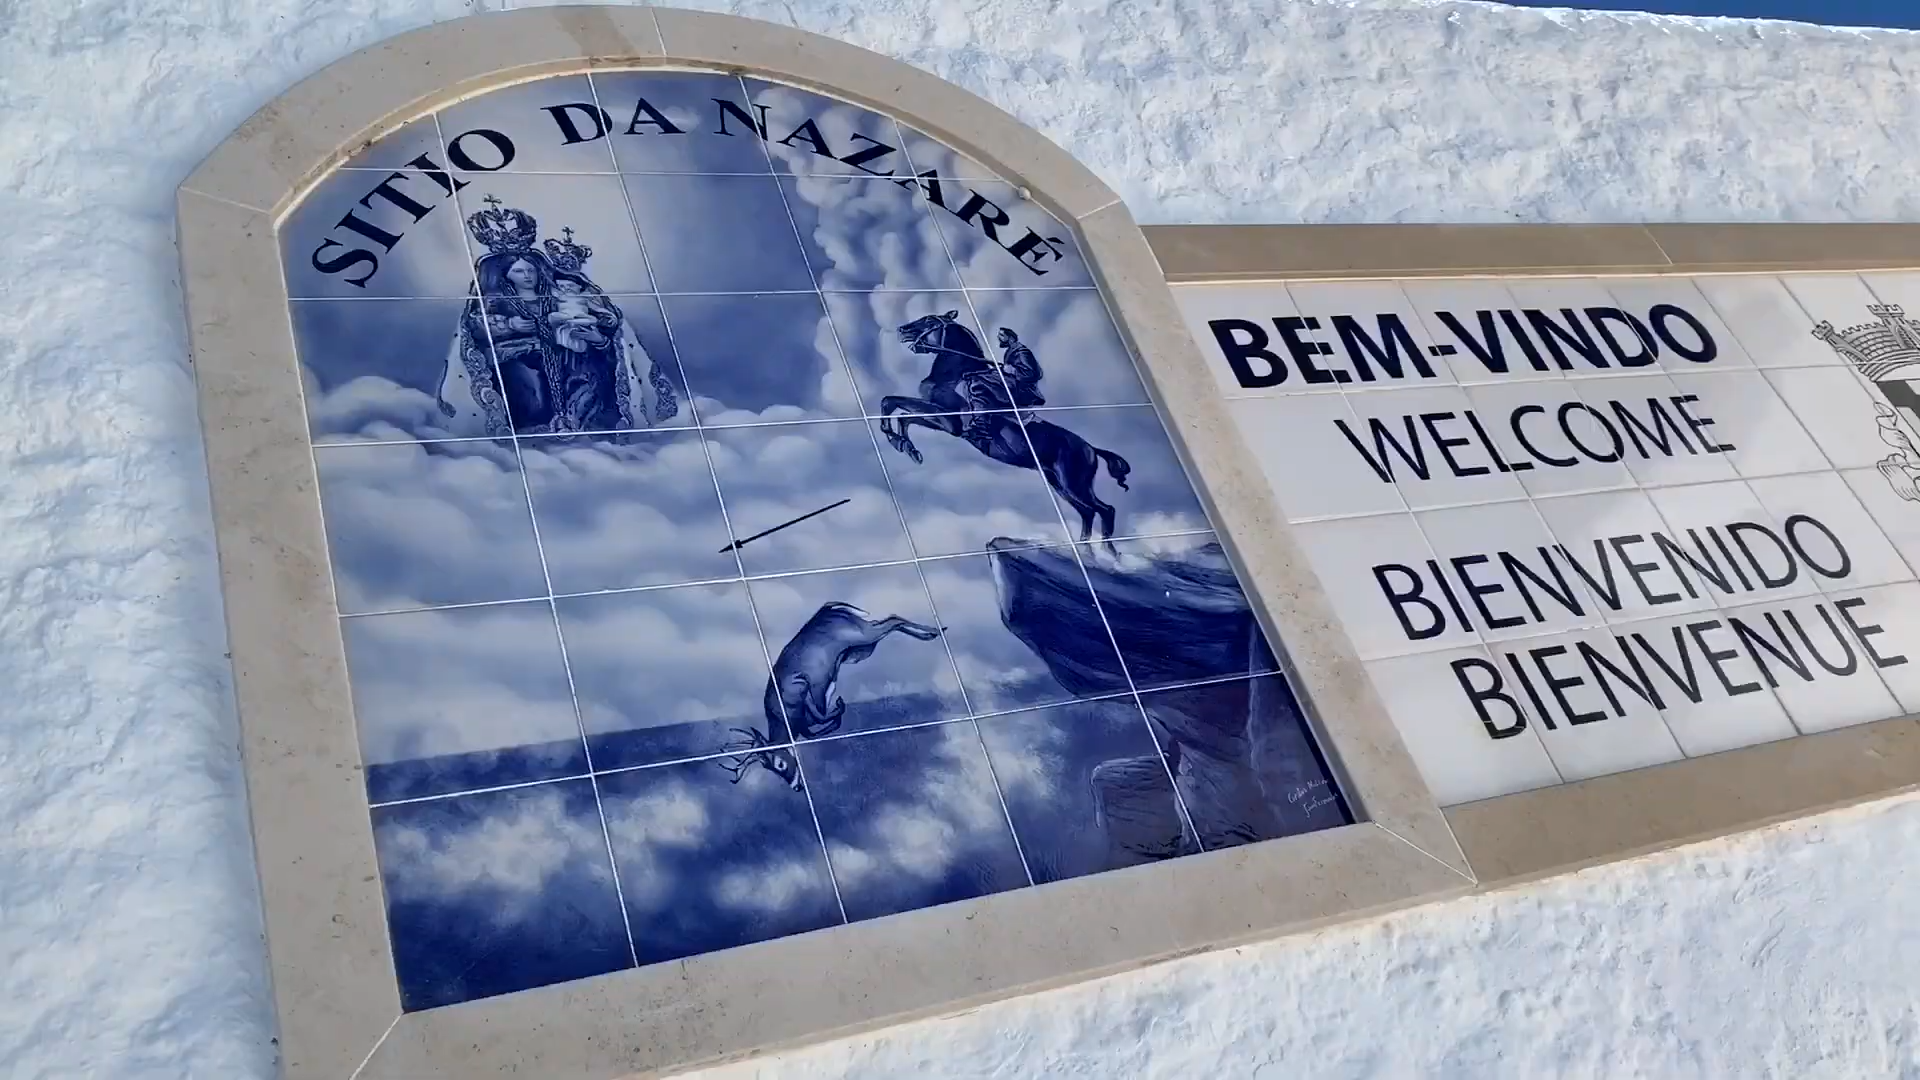 SITIO DA NAZARÉ
BEM-VINDO
WELCOME
BIENVENIDO
BIENVENUE